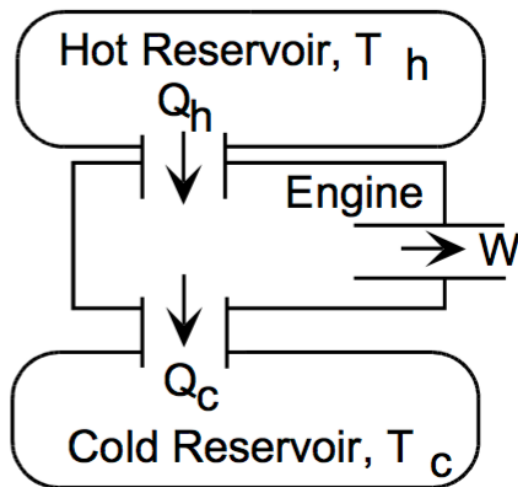 Hot Reservoir, T h
Qh
Engine
W
Qc
Cold Reservoir, T c